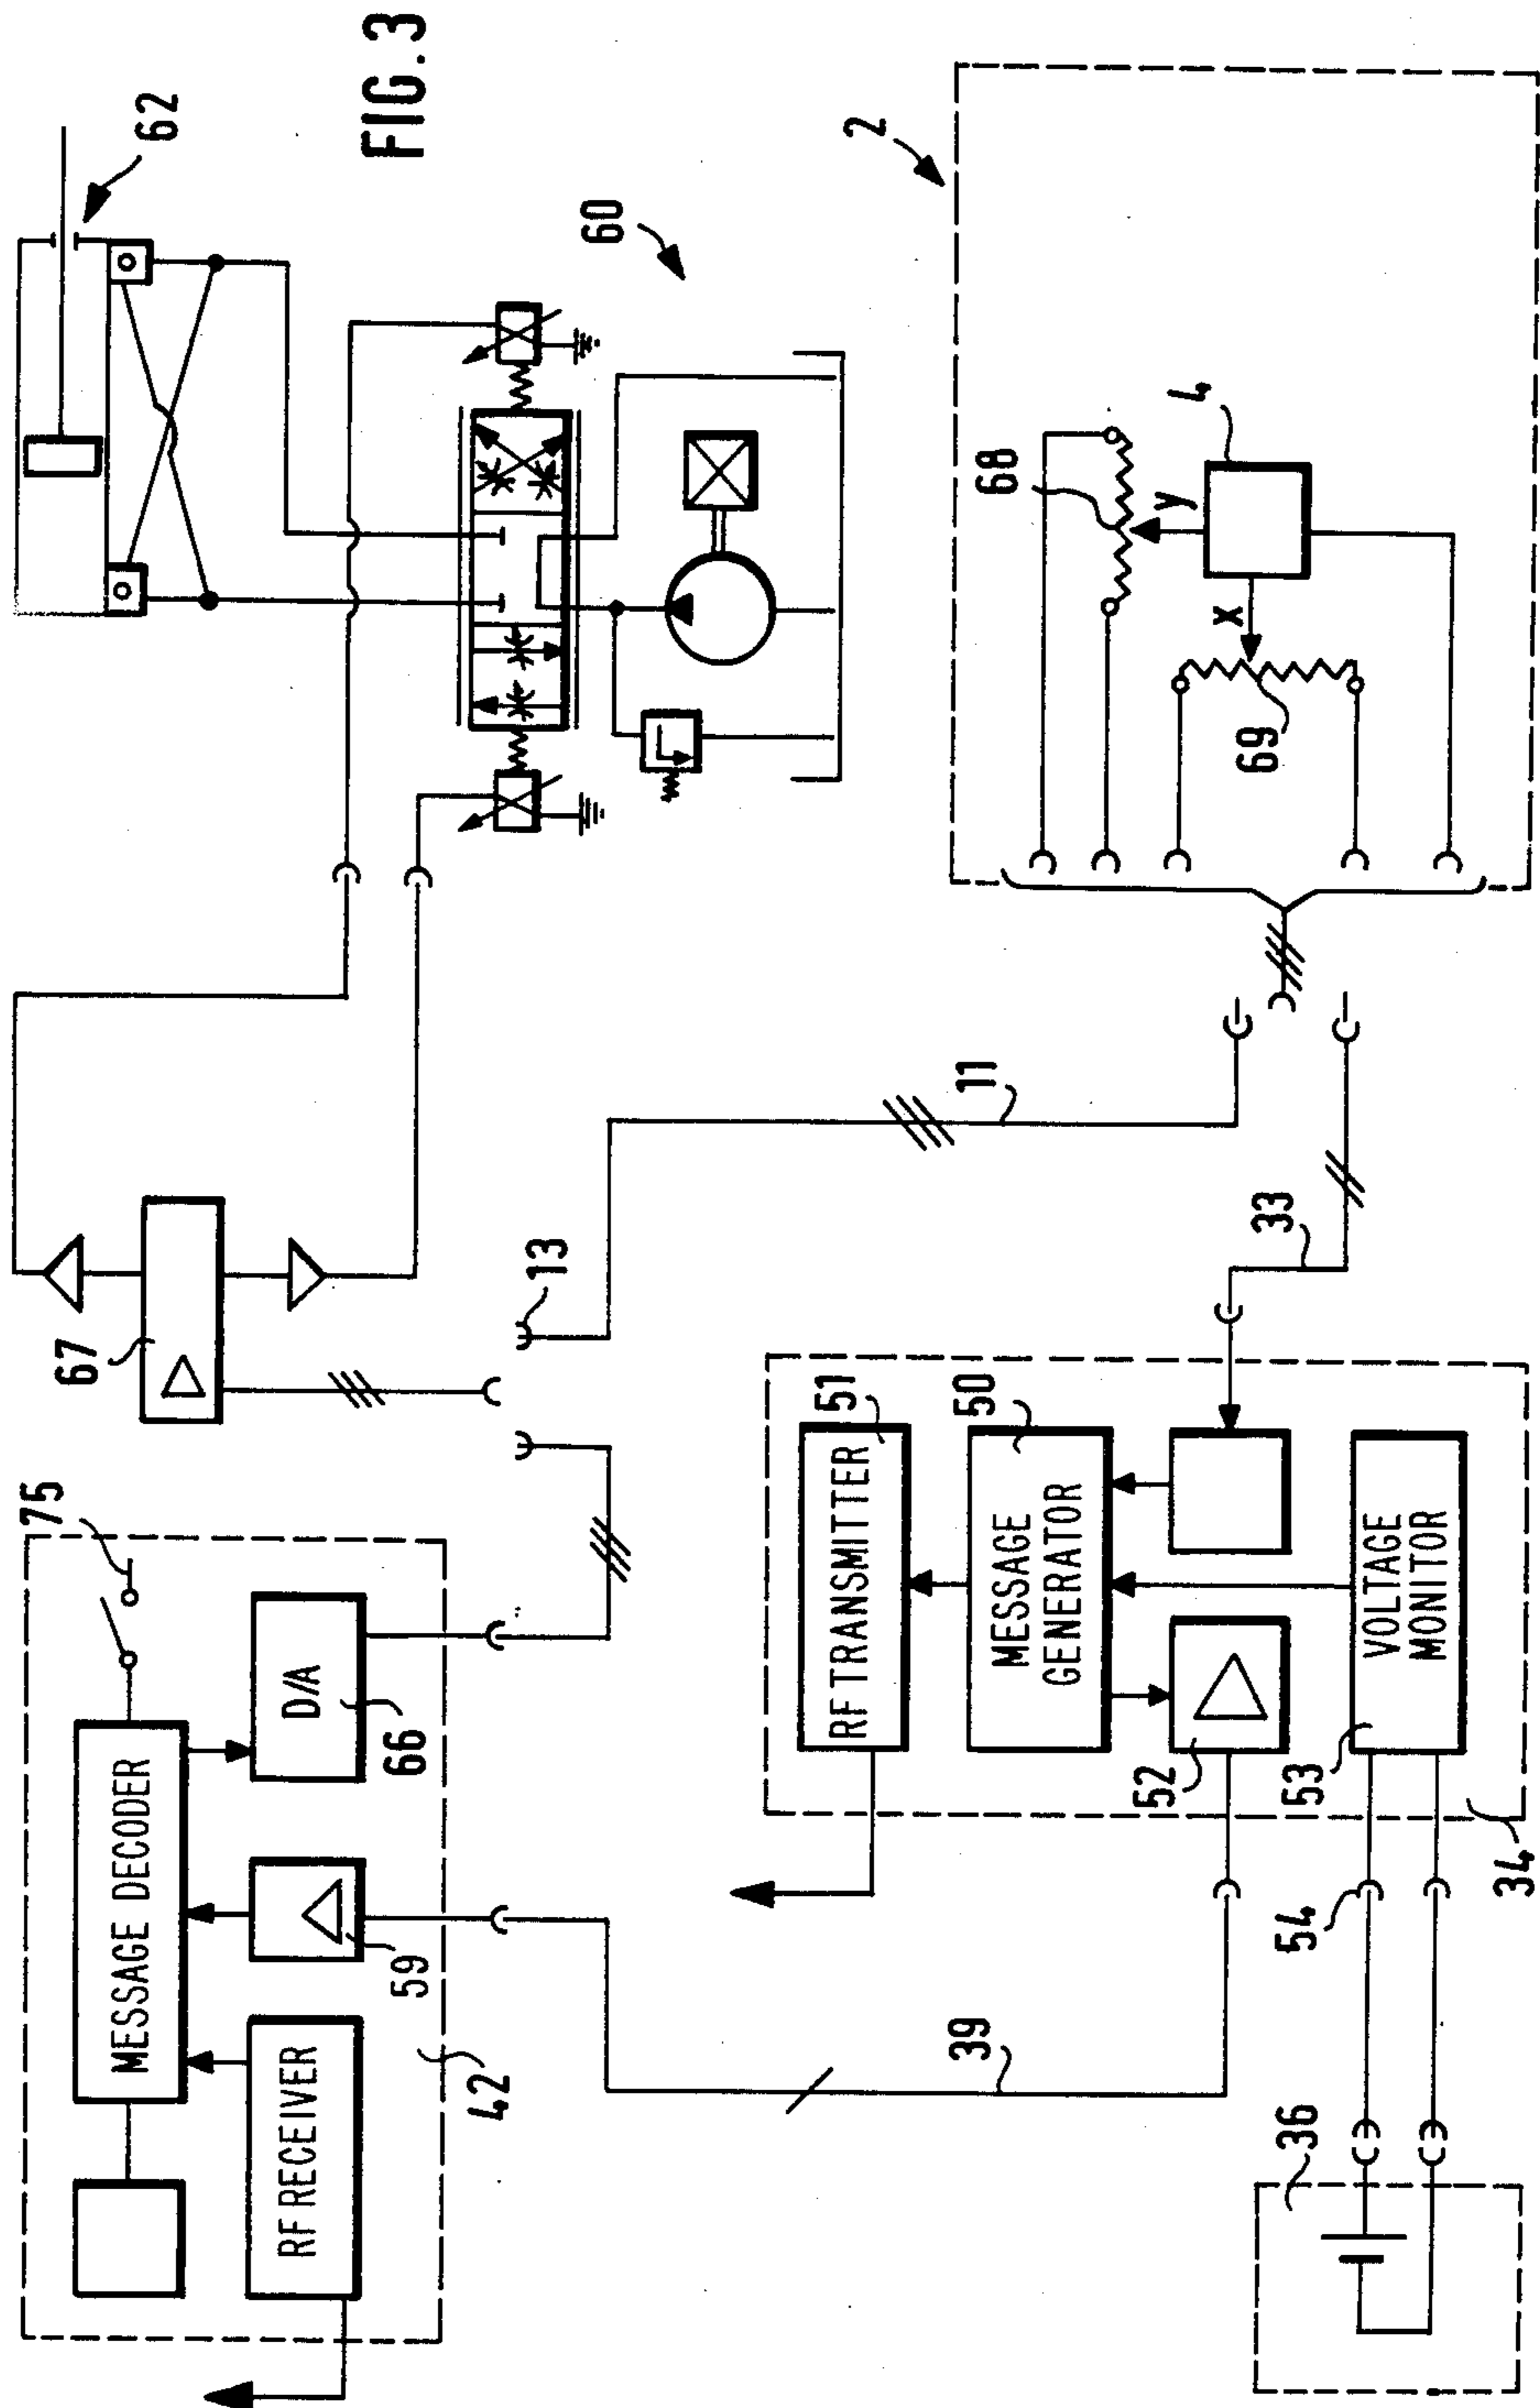 FIG.3
62
60
67
75
MESSAGE DECODER
D/A
66
59
RF RECEIVER
42
13
11
39
33
RF TRANSMITTER
51
MESSAGE
GENERATOR
50
52
VOLTAGE
MONITOR
53
54
34
36
2
68
y
4
x
69